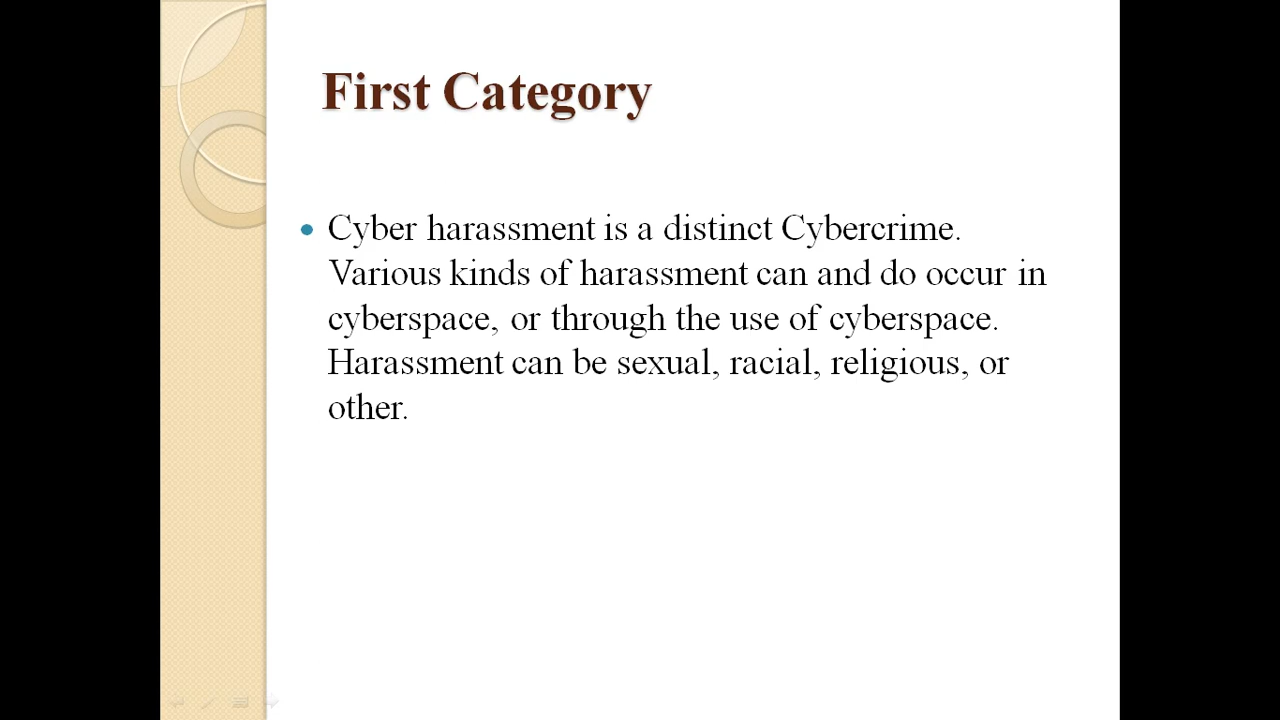 First Category
Cyber harassment is a distinct Cybercrime.
Various kinds of harassment can and do occur in
cyberspace, or through the use of cyberspace.
Harassment can be sexual, racial, religious, or
other.